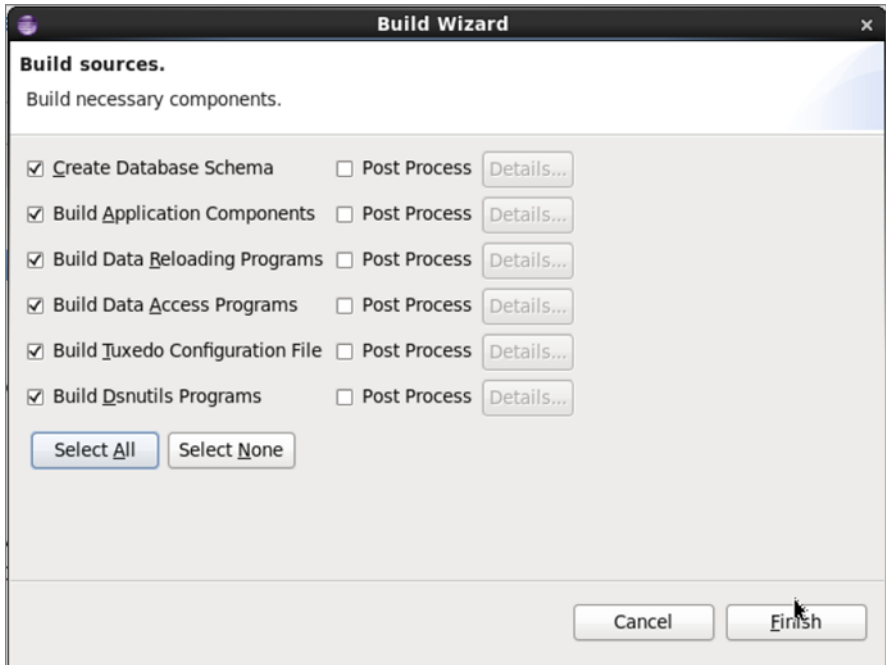 Build Wizard
Build sources.
Build necessary components.
Create Database Schema Post Process Details...
Build Application Components Post Process Details...
Build Data Reloading Programs Post Process Details...
Build Data Access Programs Post Process Details...
Build Tuxedo Configuration File Post Process Details...
Build Dsnutils Programs Post Process Details...
Select All Select None
Cancel Finish